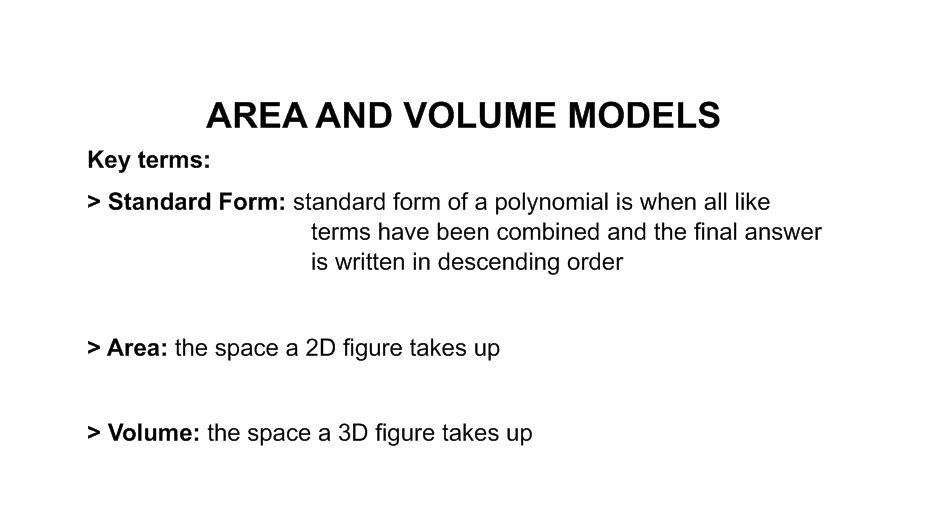 AREA AND VOLUME MODELS
Key terms:
> Standard Form: standard form of a polynomial is when all like
terms have been combined and the final answer
is written in descending order
> Area: the space a 2D figure takes up
> Volume: the space a 3D figure takes up